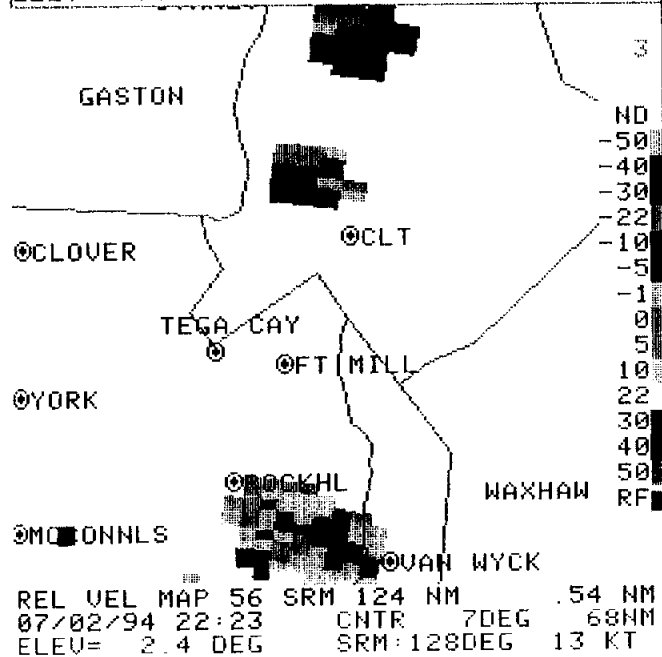 3
GASTON
ND
-50
-40
-30
-22
-10
-5
-1
0
5
10
22
30
40
50
RF
CLT
CLOVER
TEGA CAY
FT MILL
YORK
ROCKHL
WAXHAW
VAN WYCK
REL VEL MAP 56 SRM 124 NM .54 NM
07/02/94 22:23 CNTR 7DEG 68NM
ELEV= 2.4 DEG SRM:128DEG 13 KT